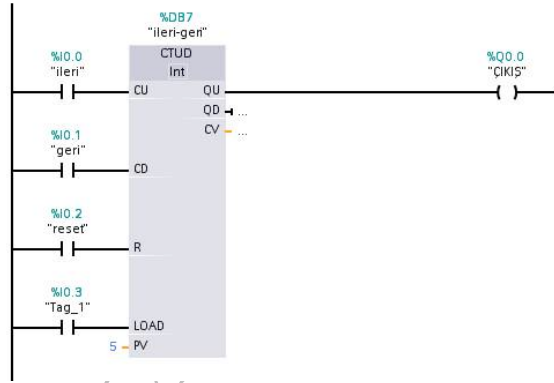 %DB7
"ileri-geri"
%I0.0
"ileri"
CTUD
Int
%Q0.0
"ÇIKIŞ"
CU QU
QD ...
CV ...
%I0.1
"geri"
CD
%I0.2
"reset"
R
%I0.3
"Tag_1"
LOAD
5 PV